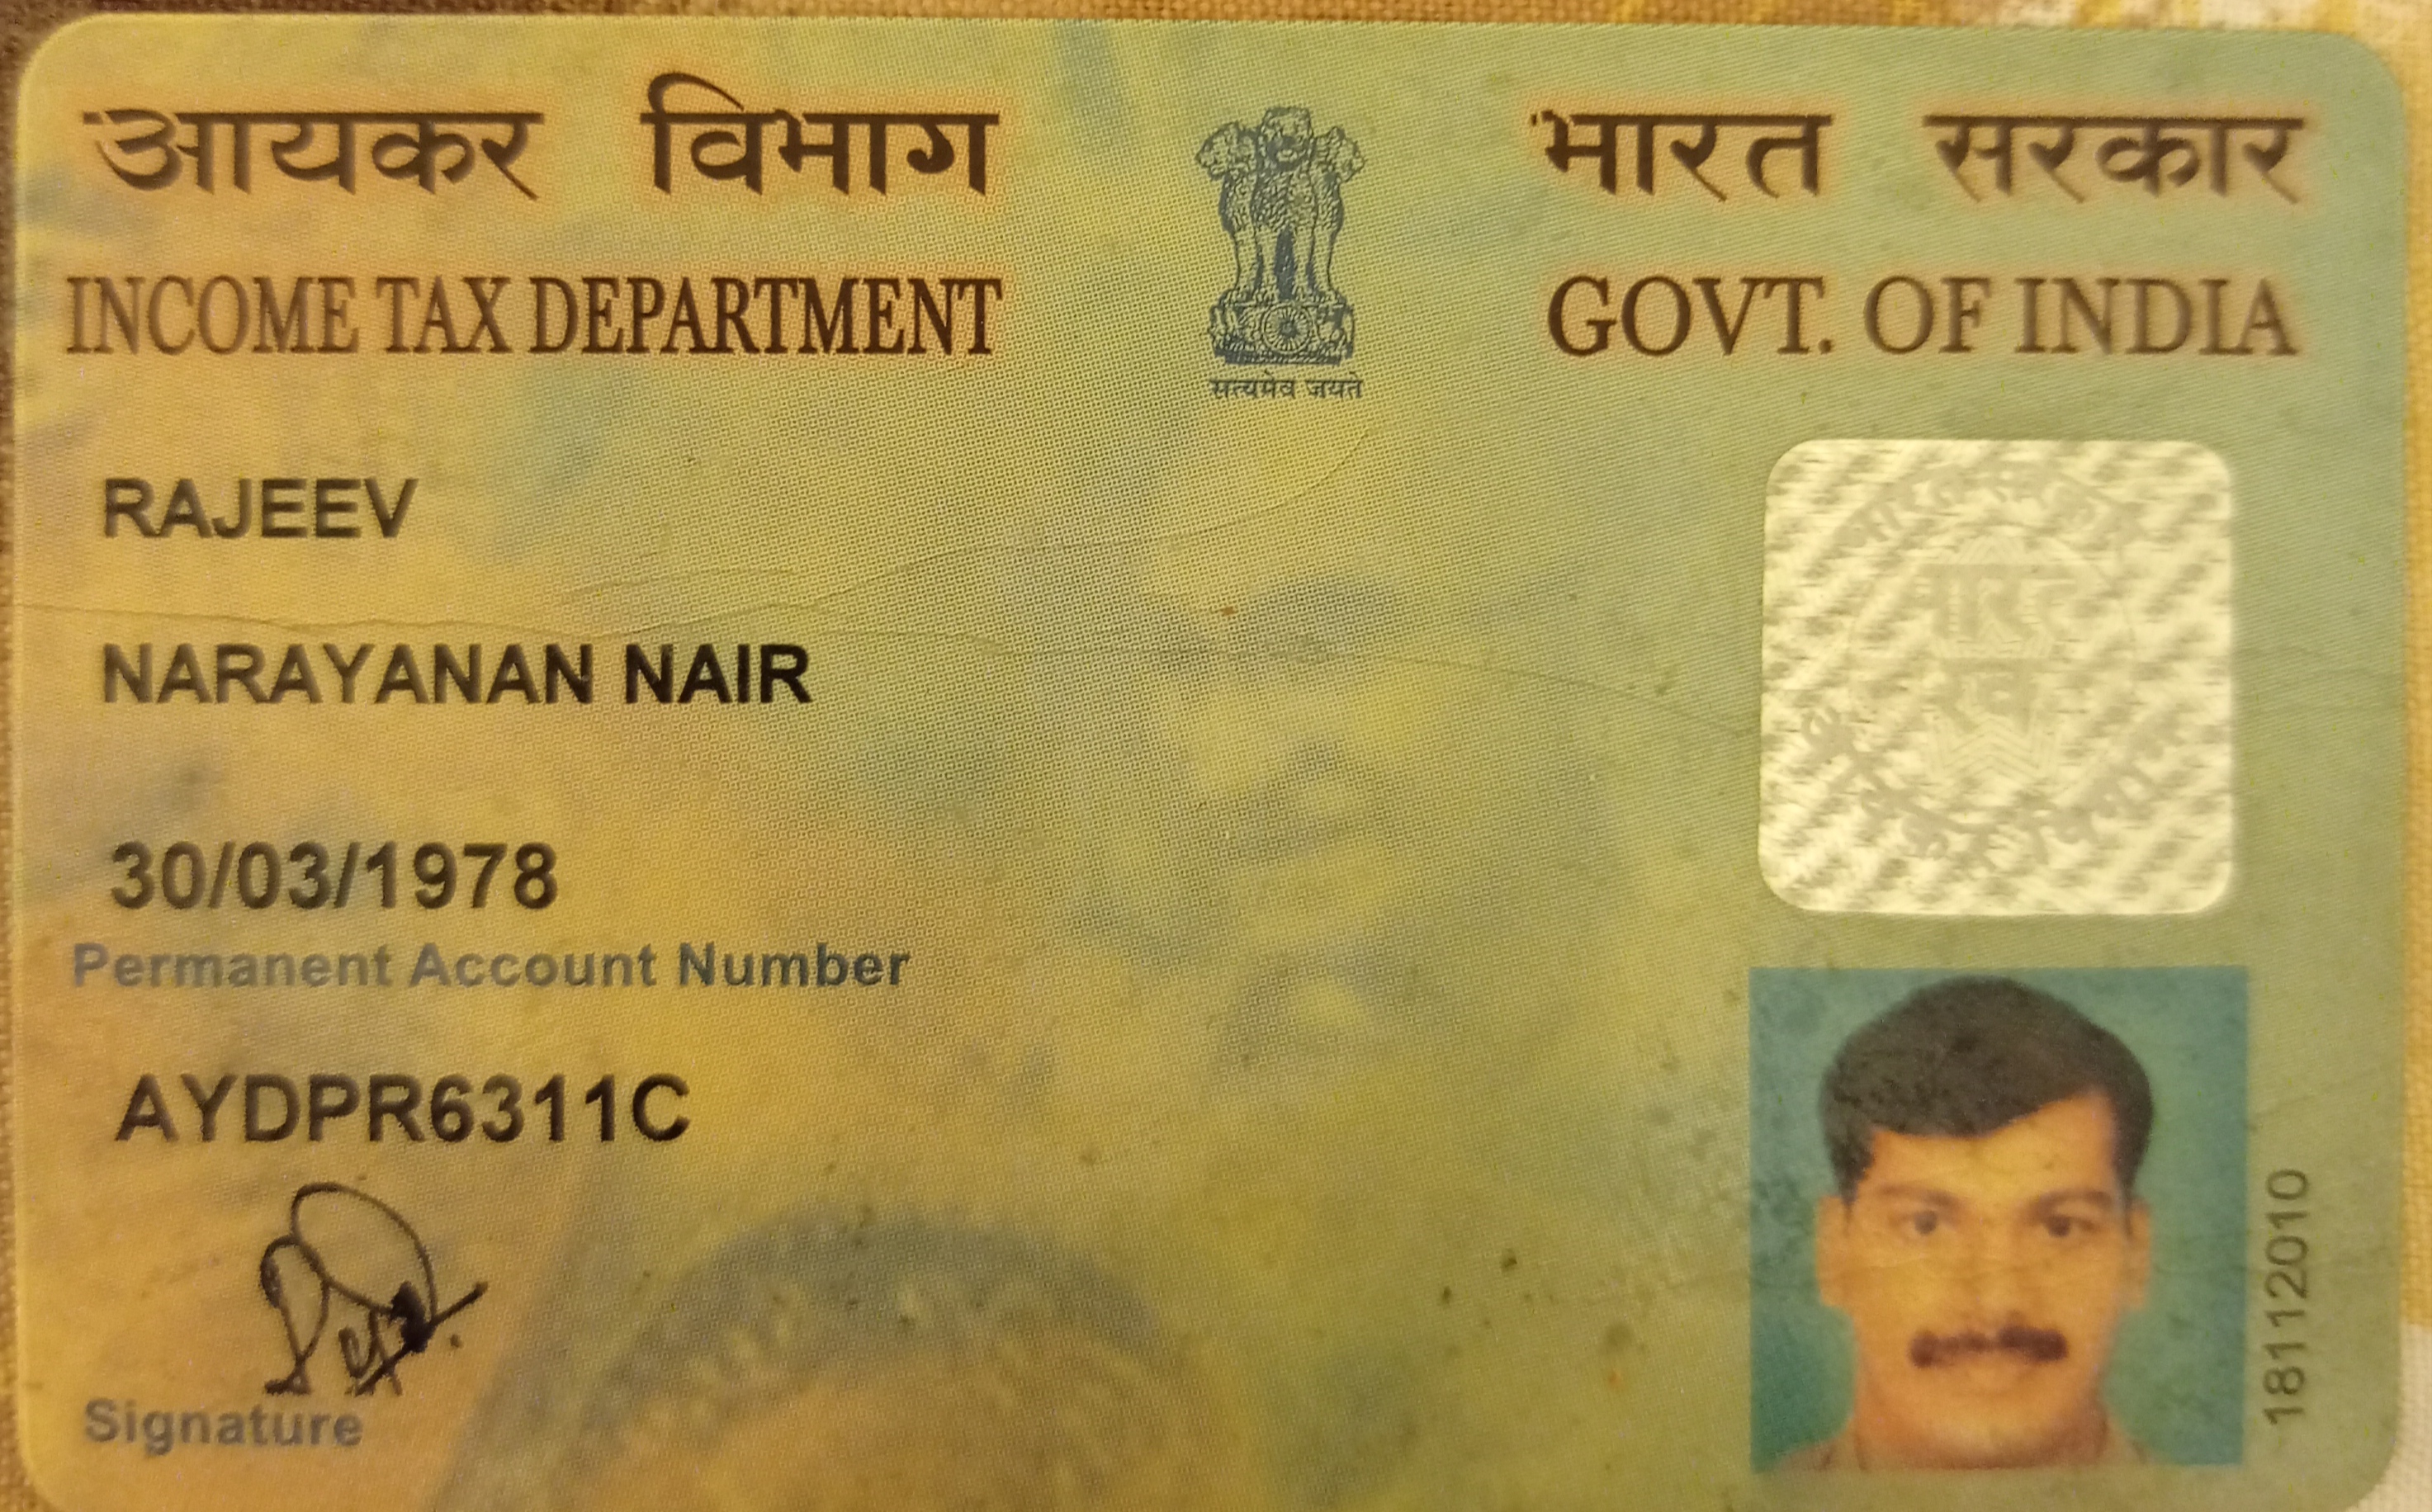 आयकर विभाग
INCOME TAX DEPARTMENT
सत्यमेव जयते
भारत सरकार
GOVT. OF INDIA
RAJEEV
NARAYANAN NAIR
30/03/1978
Permanent Account Number
AYDPR6311C
Signature
18112010